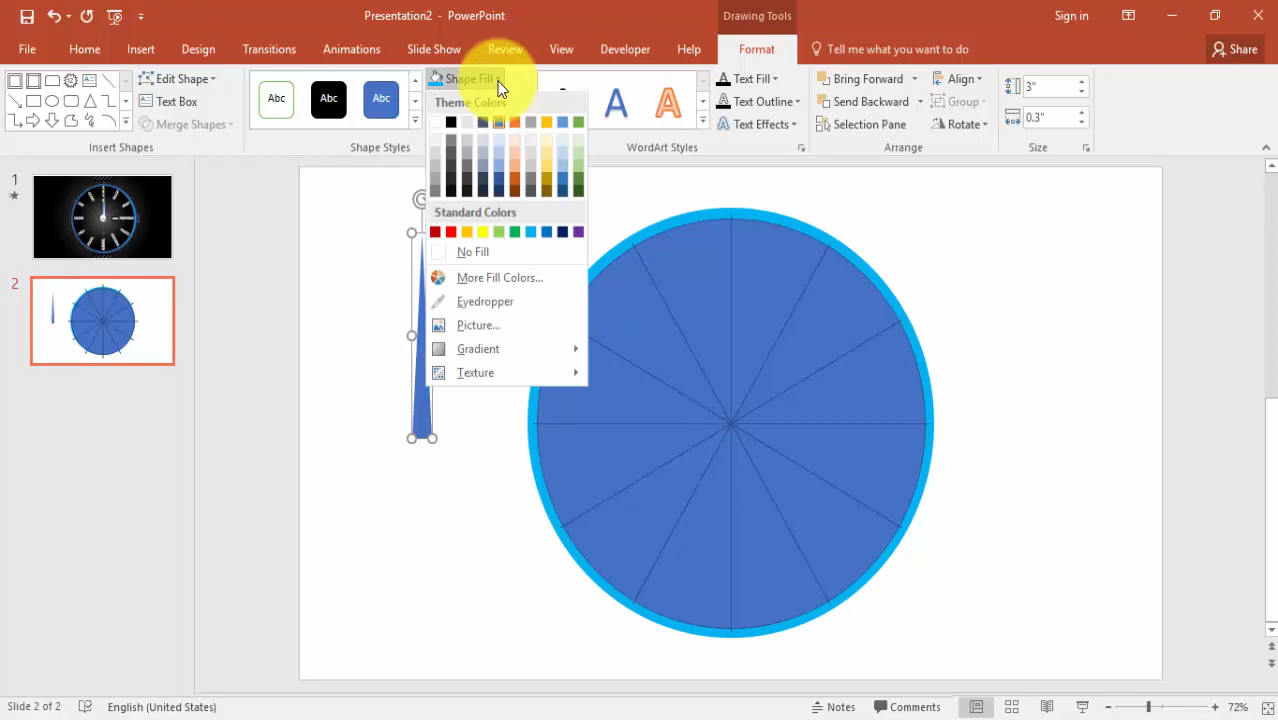 Presentation2 - PowerPoint
Drawing Tools
Sign in
File Home Insert Design Transitions Animations Slide Show Review View Developer Help Format Tell me what you want to do Share
Edit Shape
Text Box
Merge Shapes
Insert Shapes
Abc Abc Abc
Shape Styles
Shape Fill
Theme Colors
Standard Colors
No Fill
More Fill Colors...
Eyedropper
Picture...
Gradient
Texture
A A
Text Fill
Text Outline
Text Effects
WordArt Styles
Bring Forward
Send Backward
Selection Pane
Align
Group
Rotate
Arrange
3"
0.3"
Size
1
2
Slide 2 of 2 English (United States) Notes Comments 72%